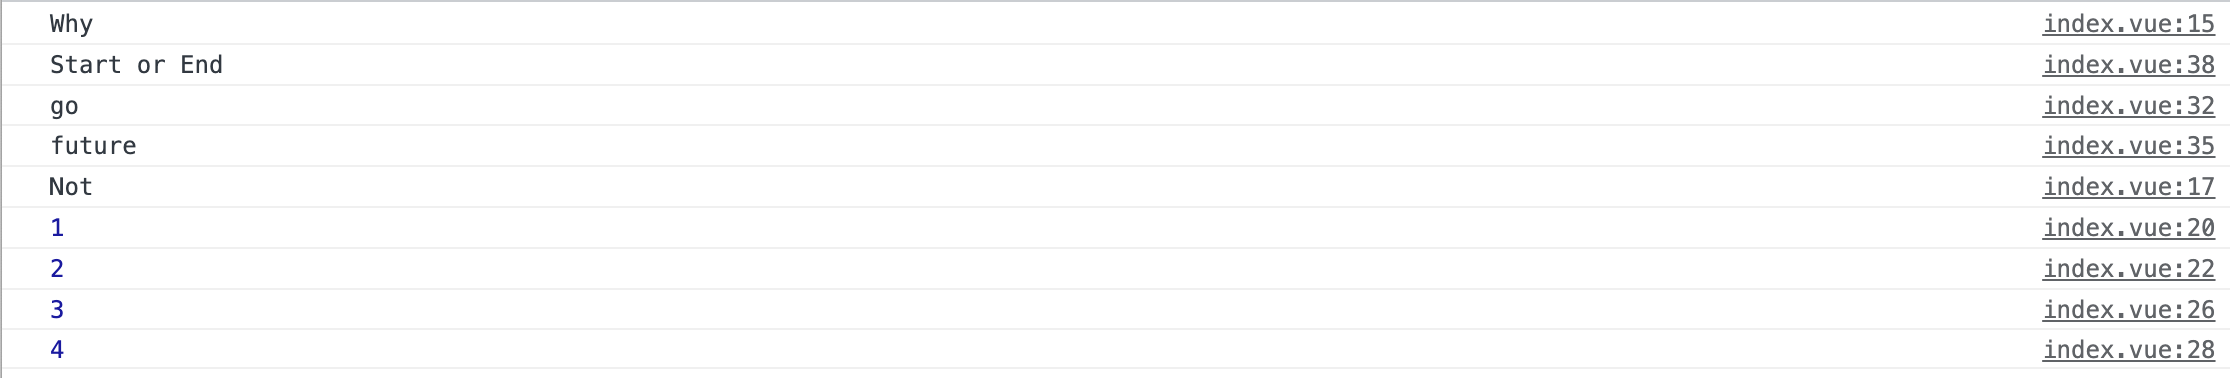 Why index.vue:15
Start or End index.vue:38
go index.vue:32
future index.vue:35
Not index.vue:17
1 index.vue:20
2 index.vue:22
3 index.vue:26
4 index.vue:28